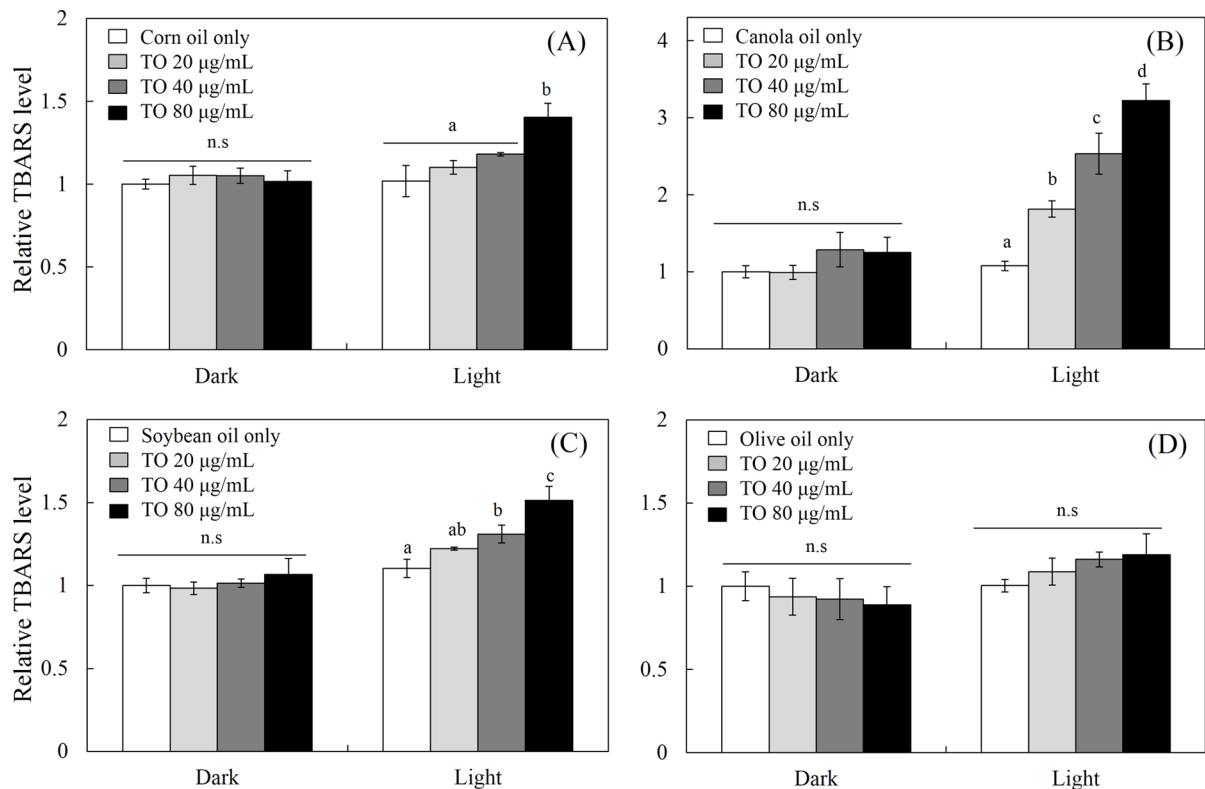 Relative TBARS level
2
1.5
1
0.5
0
Corn oil only
TO 20 μg/mL
TO 40 μg/mL
TO 80 μg/mL
(A)
n.s
a
b
Dark
Light
4
3
2
1
0
Canola oil only
TO 20 μg/mL
TO 40 μg/mL
TO 80 μg/mL
(B)
n.s
a
b
c
d
Dark
Light
Relative TBARS level
2
1.5
1
0.5
0
Soybean oil only
TO 20 μg/mL
TO 40 μg/mL
TO 80 μg/mL
(C)
n.s
a
ab
b
c
Dark
Light
2
1.5
1
0.5
0
Olive oil only
TO 20 μg/mL
TO 40 μg/mL
TO 80 μg/mL
(D)
n.s
n.s
Dark
Light